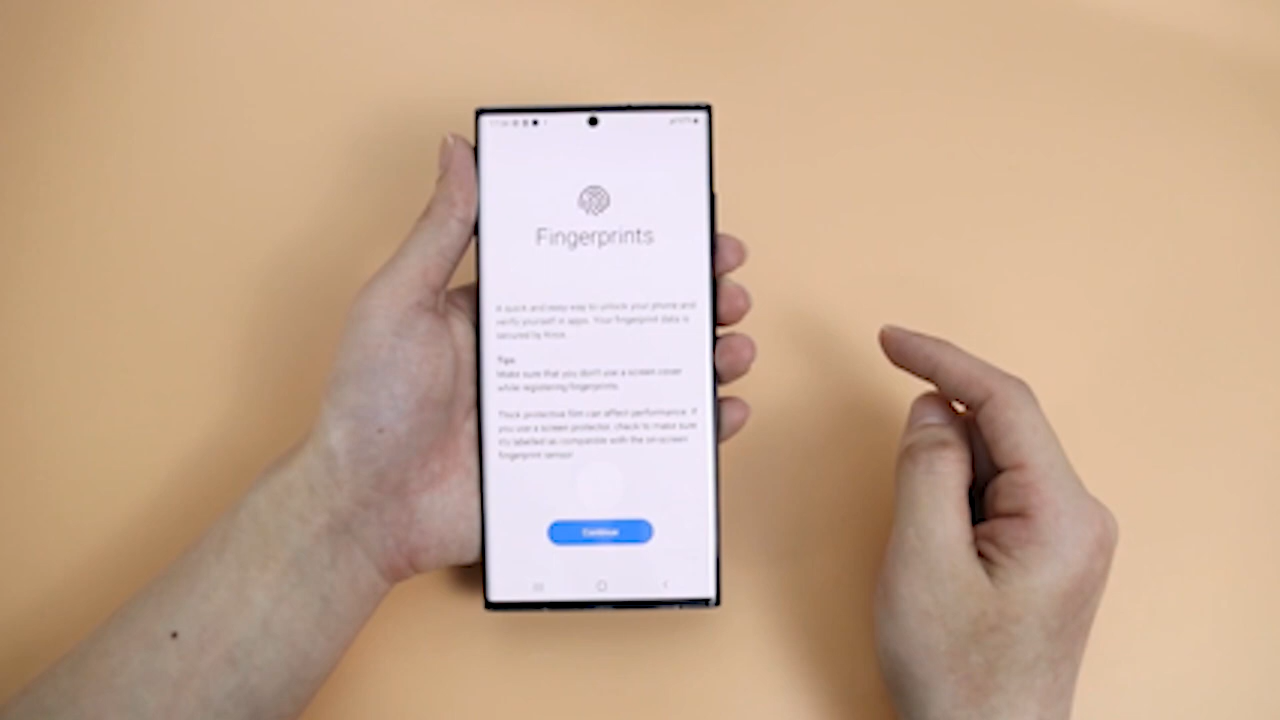 Fingerprints
A quick and easy way to unlock your phone and
verify yourself in apps. Your fingerprint data is
secured by Knox.
Tips
Make sure that you don't use a screen cover
while registering fingerprints.
Thick protective film can affect performance. If
you use a screen protector, check to make sure
it's labelled as compatible with the on-screen
fingerprint sensor.
Continue